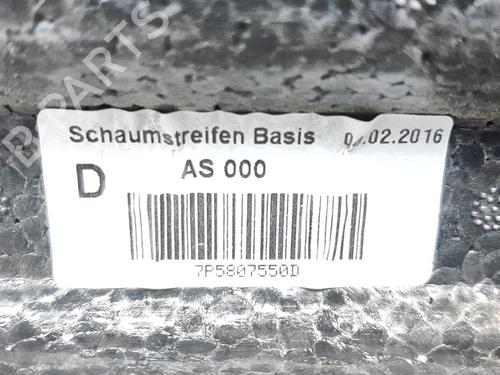 B-PARTS
Schaumstreifen Basis
D AS 000
7P5807550D